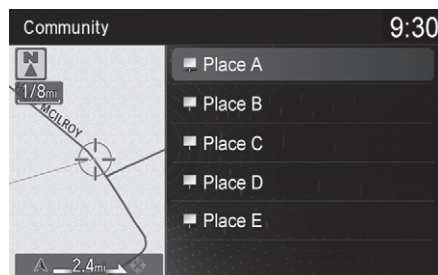 Community 9:30
N
1/8mi
MCILROY
2.4mi
Place A
Place B
Place C
Place D
Place E